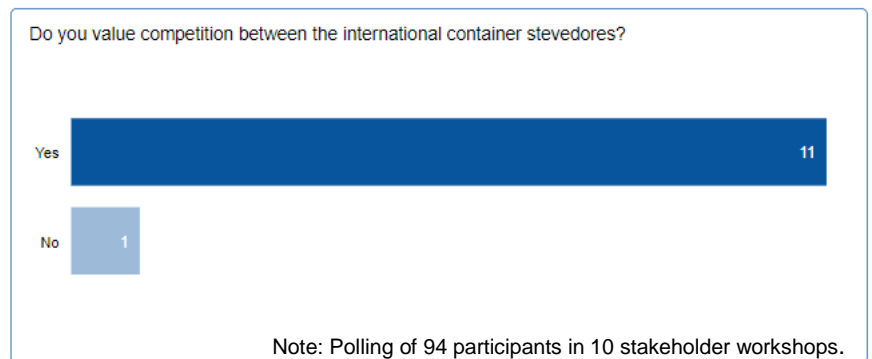 Do you value competition between the international container stevedores?
Yes 11
No 1
Note: Polling of 94 participants in 10 stakeholder workshops.